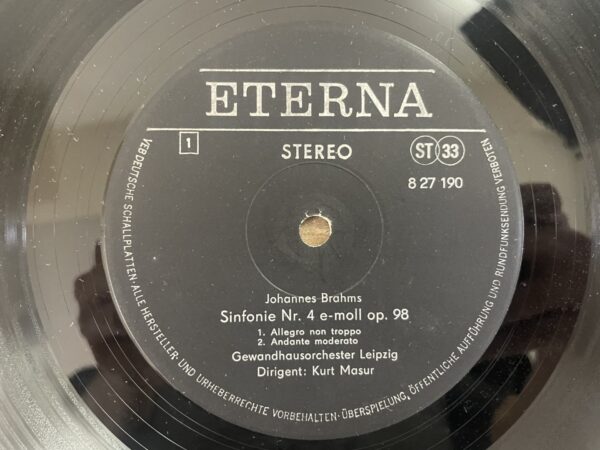 ETERNA
1
STEREO
ST 33
8 27 190
Johannes Brahms
Sinfonie Nr. 4 e-moll op. 98
1. Allegro non troppo
2. Andante moderato
Gewandhausorchester Leipzig
Dirigent: Kurt Masur
VEB DEUTSCHE SCHALLPLATTEN · ALLE HERSTELLER- UND URHEBERRECHTE VORBEHALTEN · ÜBERSPIELUNG, ÖFFENTLICHE AUFFÜHRUNG UND RUNDFUNKSENDUNG VERBOTEN